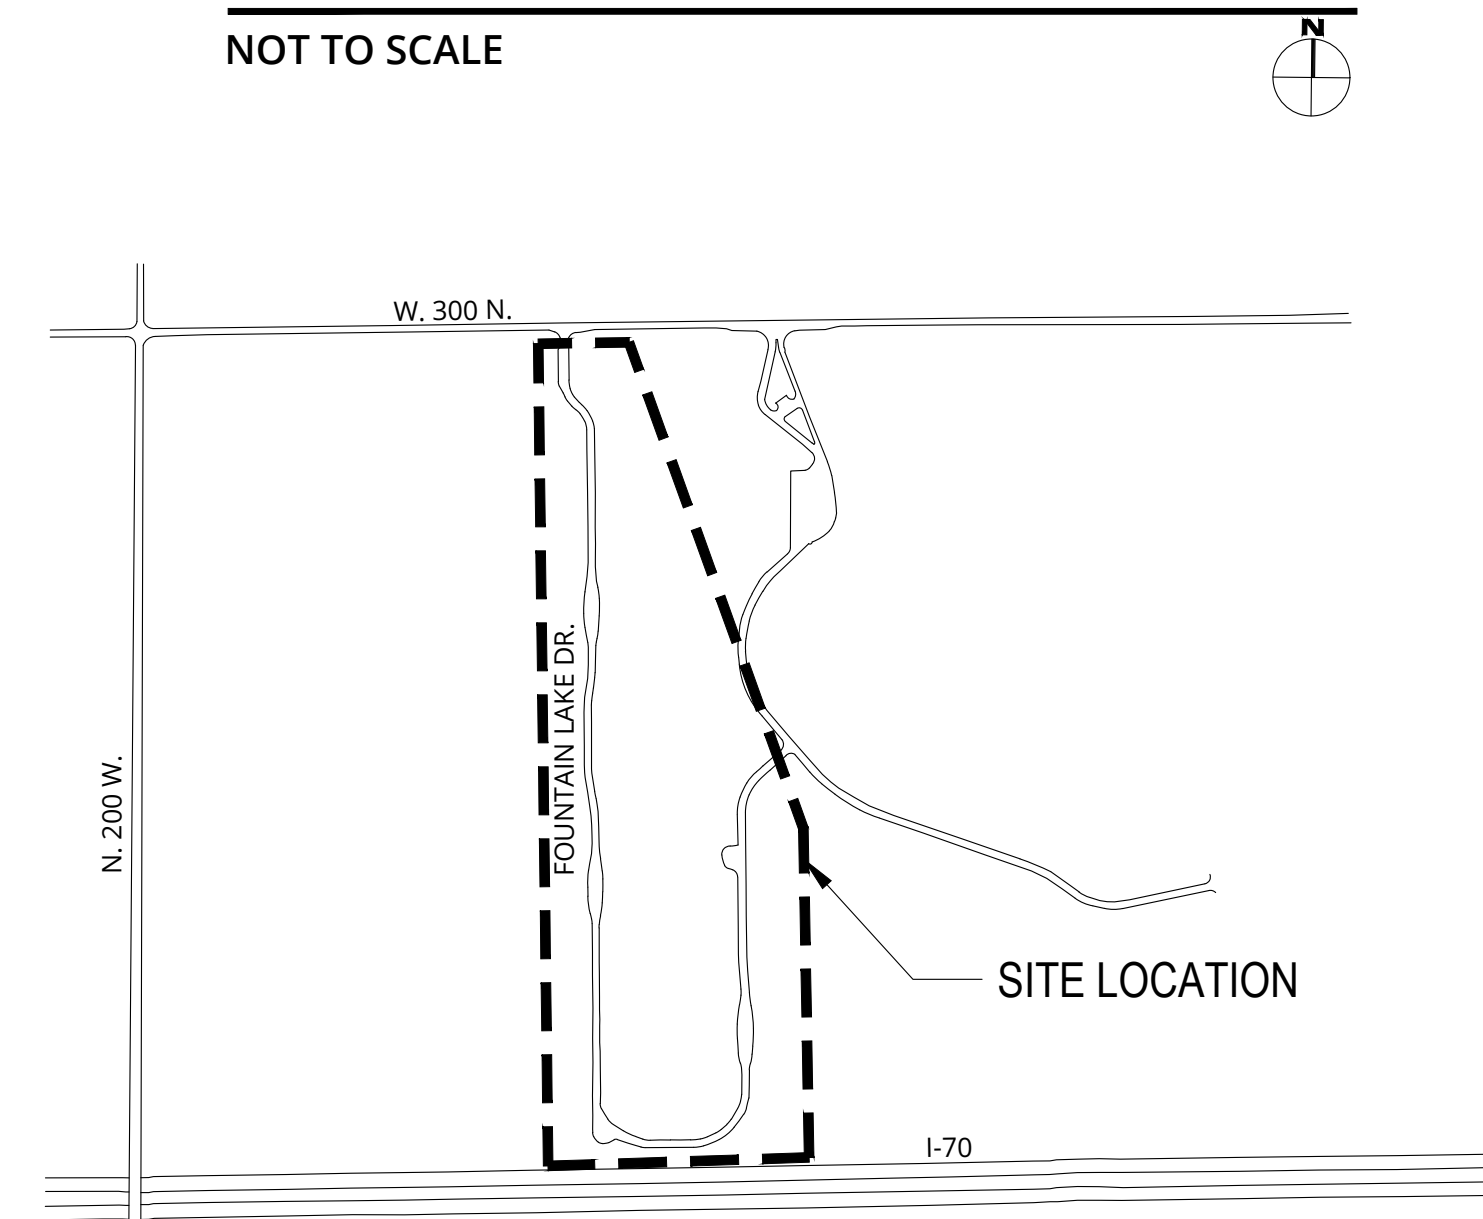 NOT TO SCALE
N
W. 300 N.
FOUNTAIN LAKE DR.
N. 200 W.
SITE LOCATION
I-70